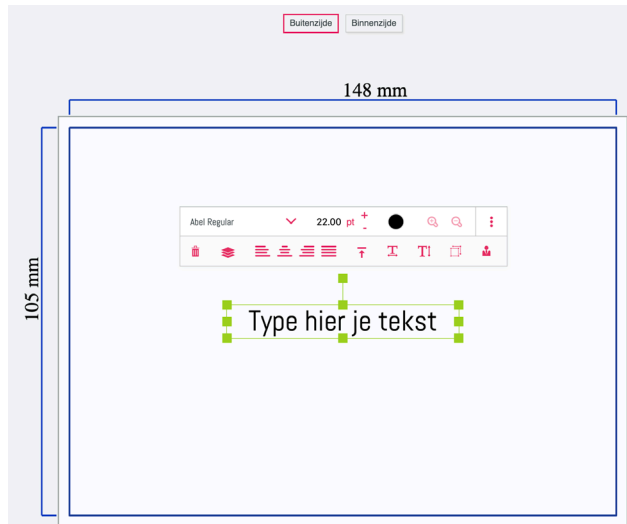 Buitenzijde Binnenzijde
148 mm
Abel Regular 22.00 pt + -
105 mm
Type hier je tekst